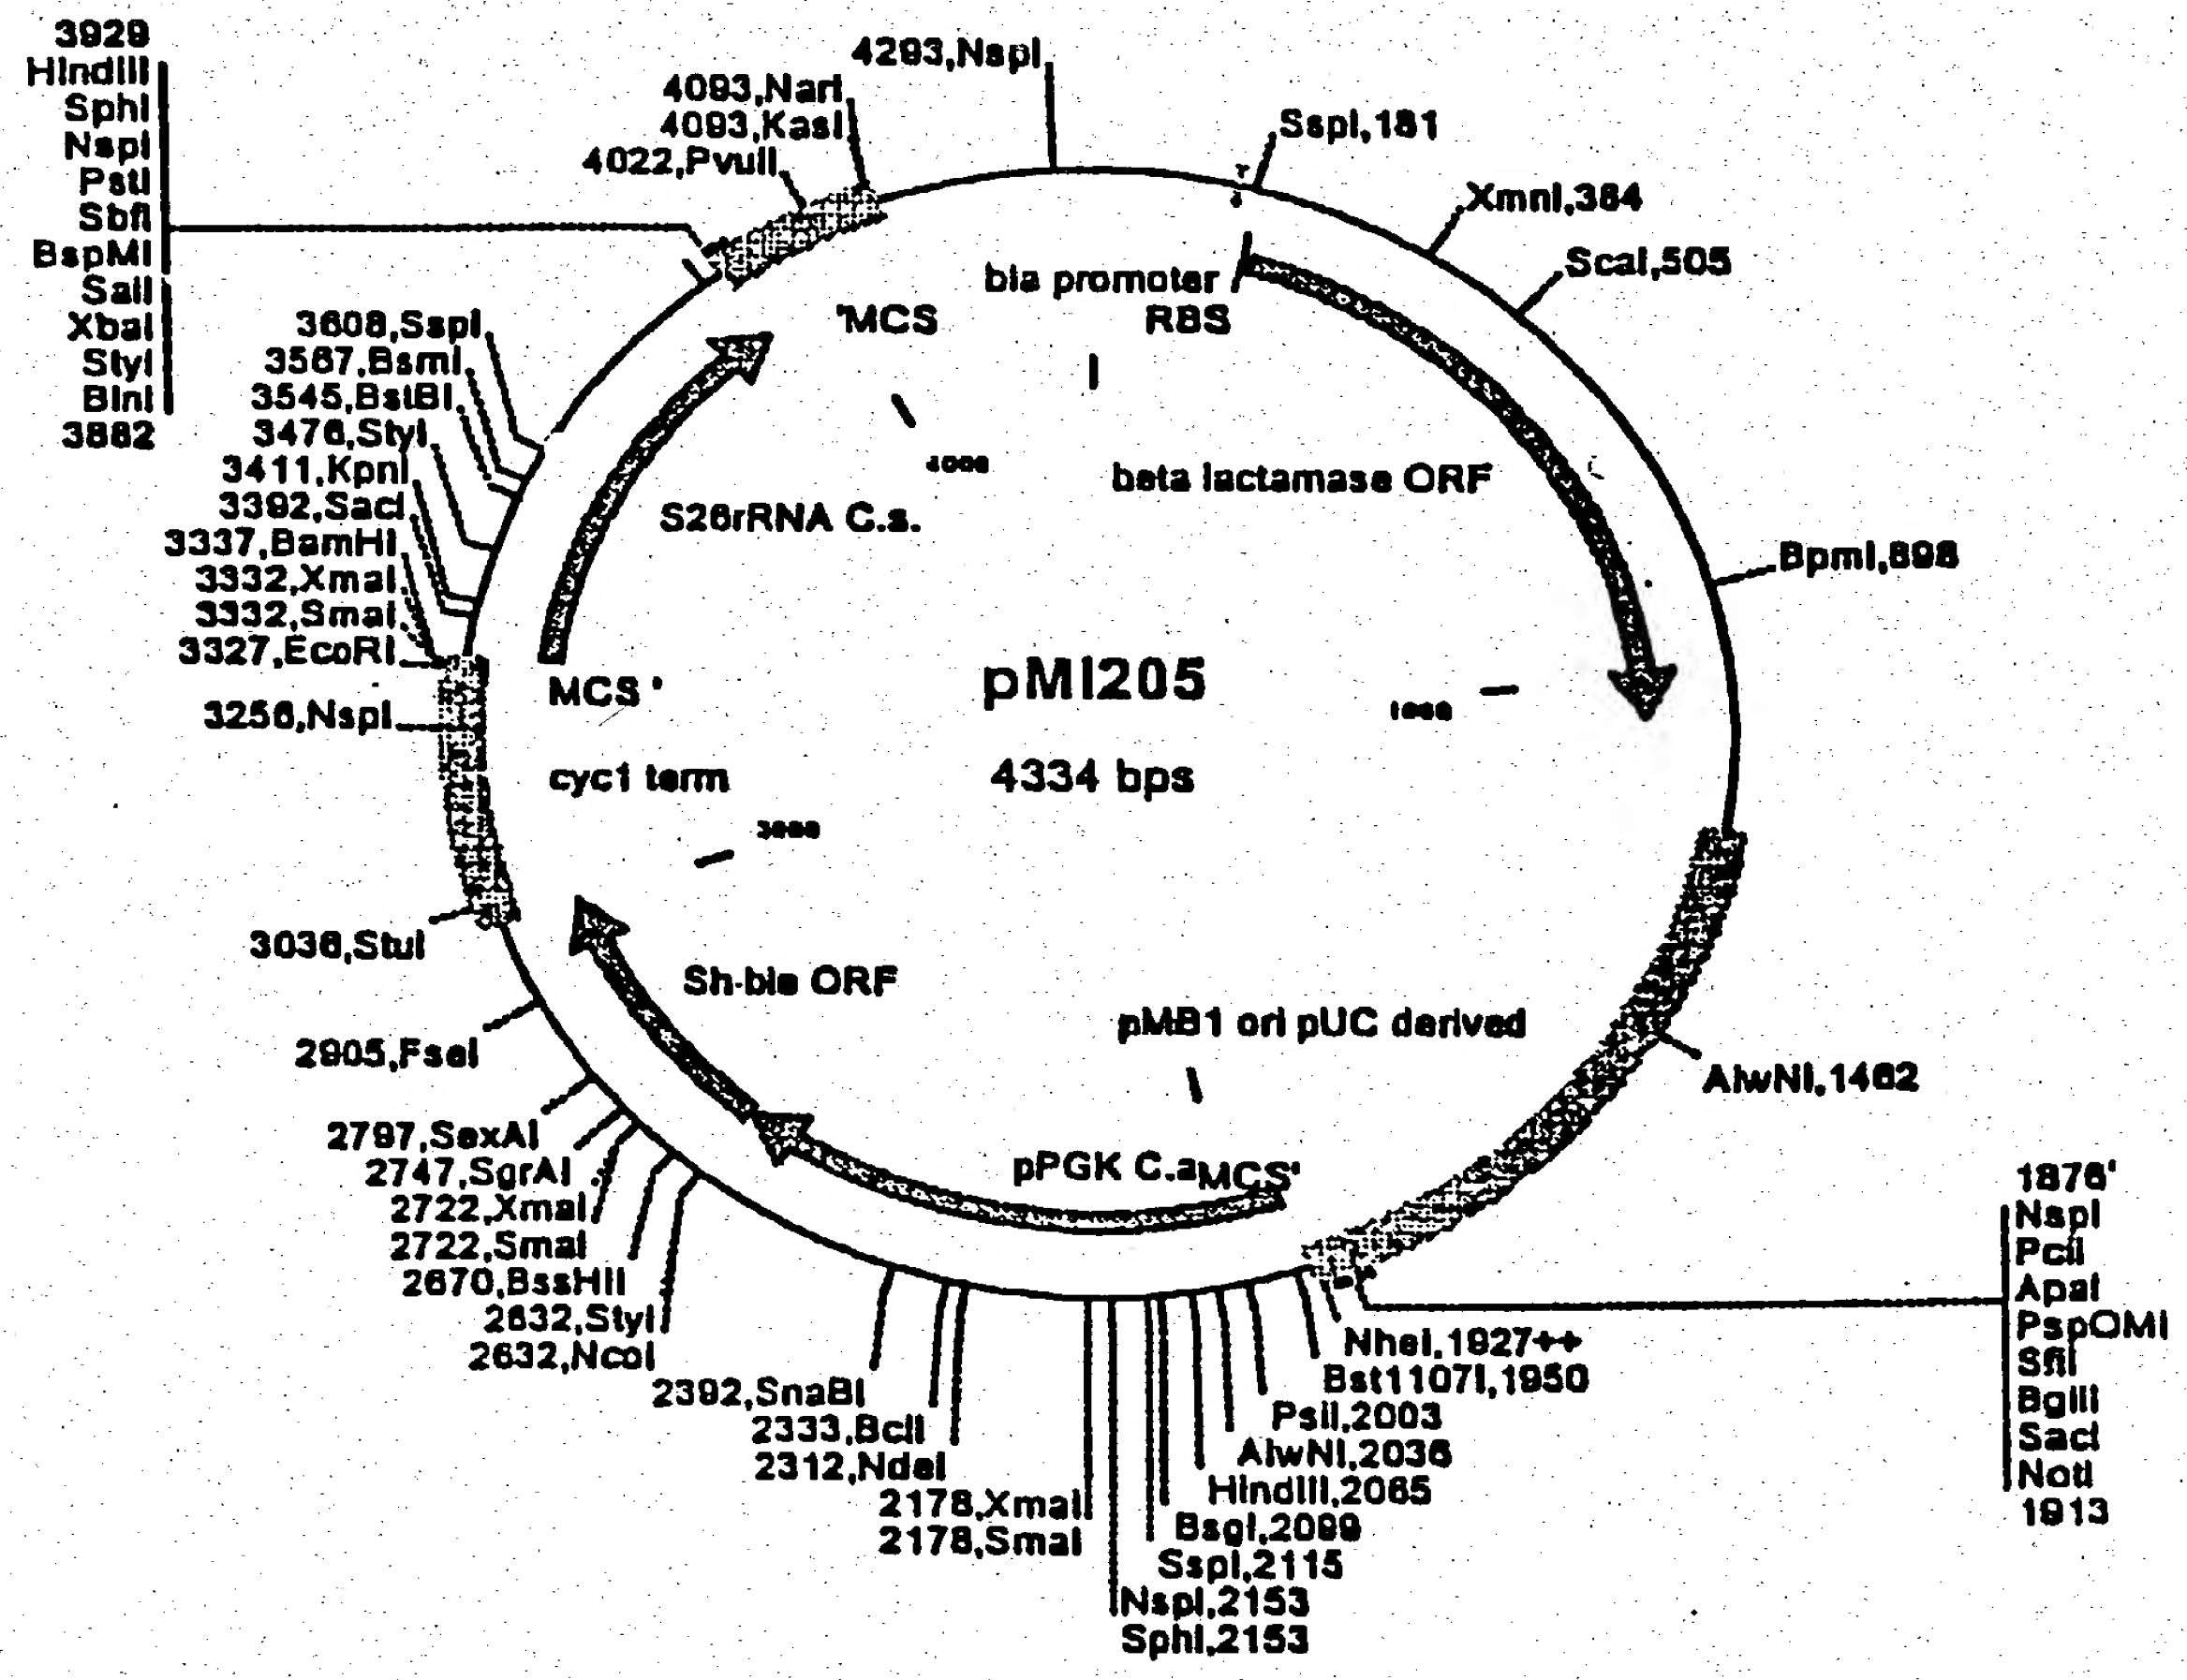 3929
HindIII
SphI
NspI
PstI
SbfI
BspMI
SalI
XbaI
StyI
BlnI
3882
4293,NspI
4093,NarI
4093,KasI
4022,PvuII
SspI,181
XmnI,384
ScaI,505
BpmI,898
AlwNI,1462
1876'
NspI
PciI
ApaI
PspOMI
SfiI
BglII
SacI
NotI
1913
NheI,1927++
Bst1107I,1950
PsiI,2003
AlwNI,2036
HindIII,2065
BsgI,2099
SspI,2115
NspI,2153
SphI,2153
2178,SmaI
2178,XmaI
2312,NdeI
2333,BclI
2392,SnaBI
2632,NcoI
2632,StyI
2670,BssHII
2722,SmaI
2722,XmaI
2747,SgrAI
2797,SexAI
2905,FseI
3036,StuI
3256,NspI
3327,EcoRI
3332,SmaI
3332,XmaI
3337,BamHI
3392,SacI
3411,KpnI
3476,StyI
3545,BstBI
3567,BsmI
3608,SspI
'MCS
bla promoter
RBS
4000
beta lactamase ORF
S26rRNA C.s.
MCS '
pMI205
1000
cyc1 term
4334 bps
3000
Sh-ble ORF
pMB1 ori pUC derived
pPGK C.a
MCS'